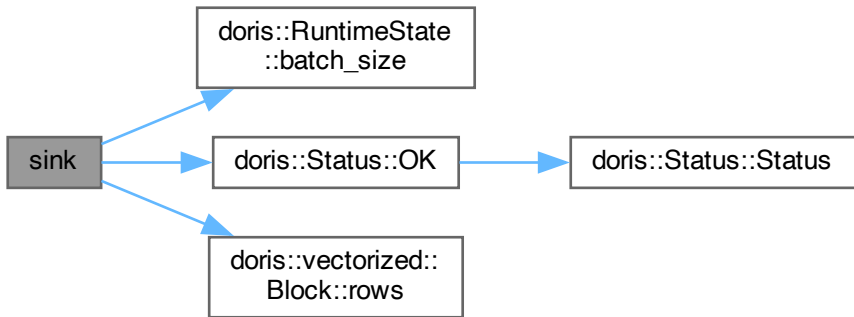 doris::RuntimeState
::batch_size
sink
doris::Status::OK
doris::Status::Status
doris::vectorized::
Block::rows